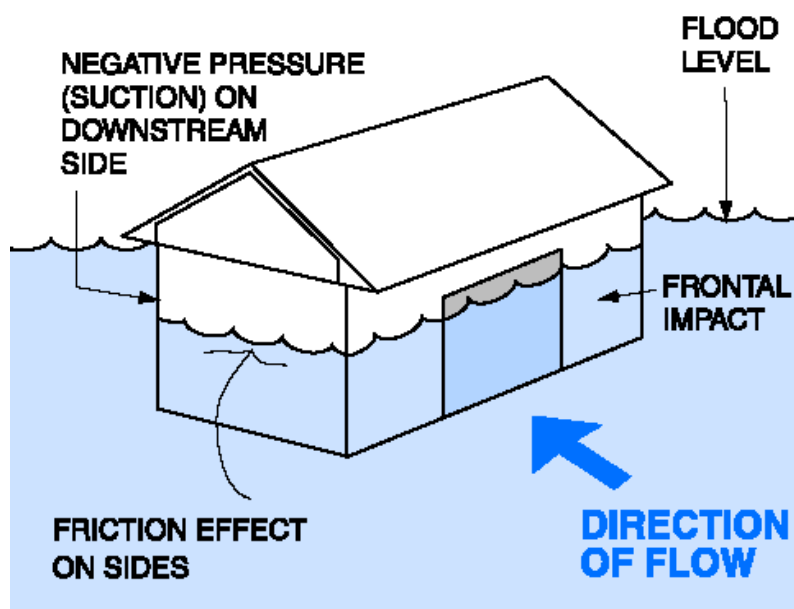 NEGATIVE PRESSURE
(SUCTION) ON
DOWNSTREAM
SIDE
FLOOD
LEVEL
FRONTAL
IMPACT
FRICTION EFFECT
ON SIDES
DIRECTION
OF FLOW